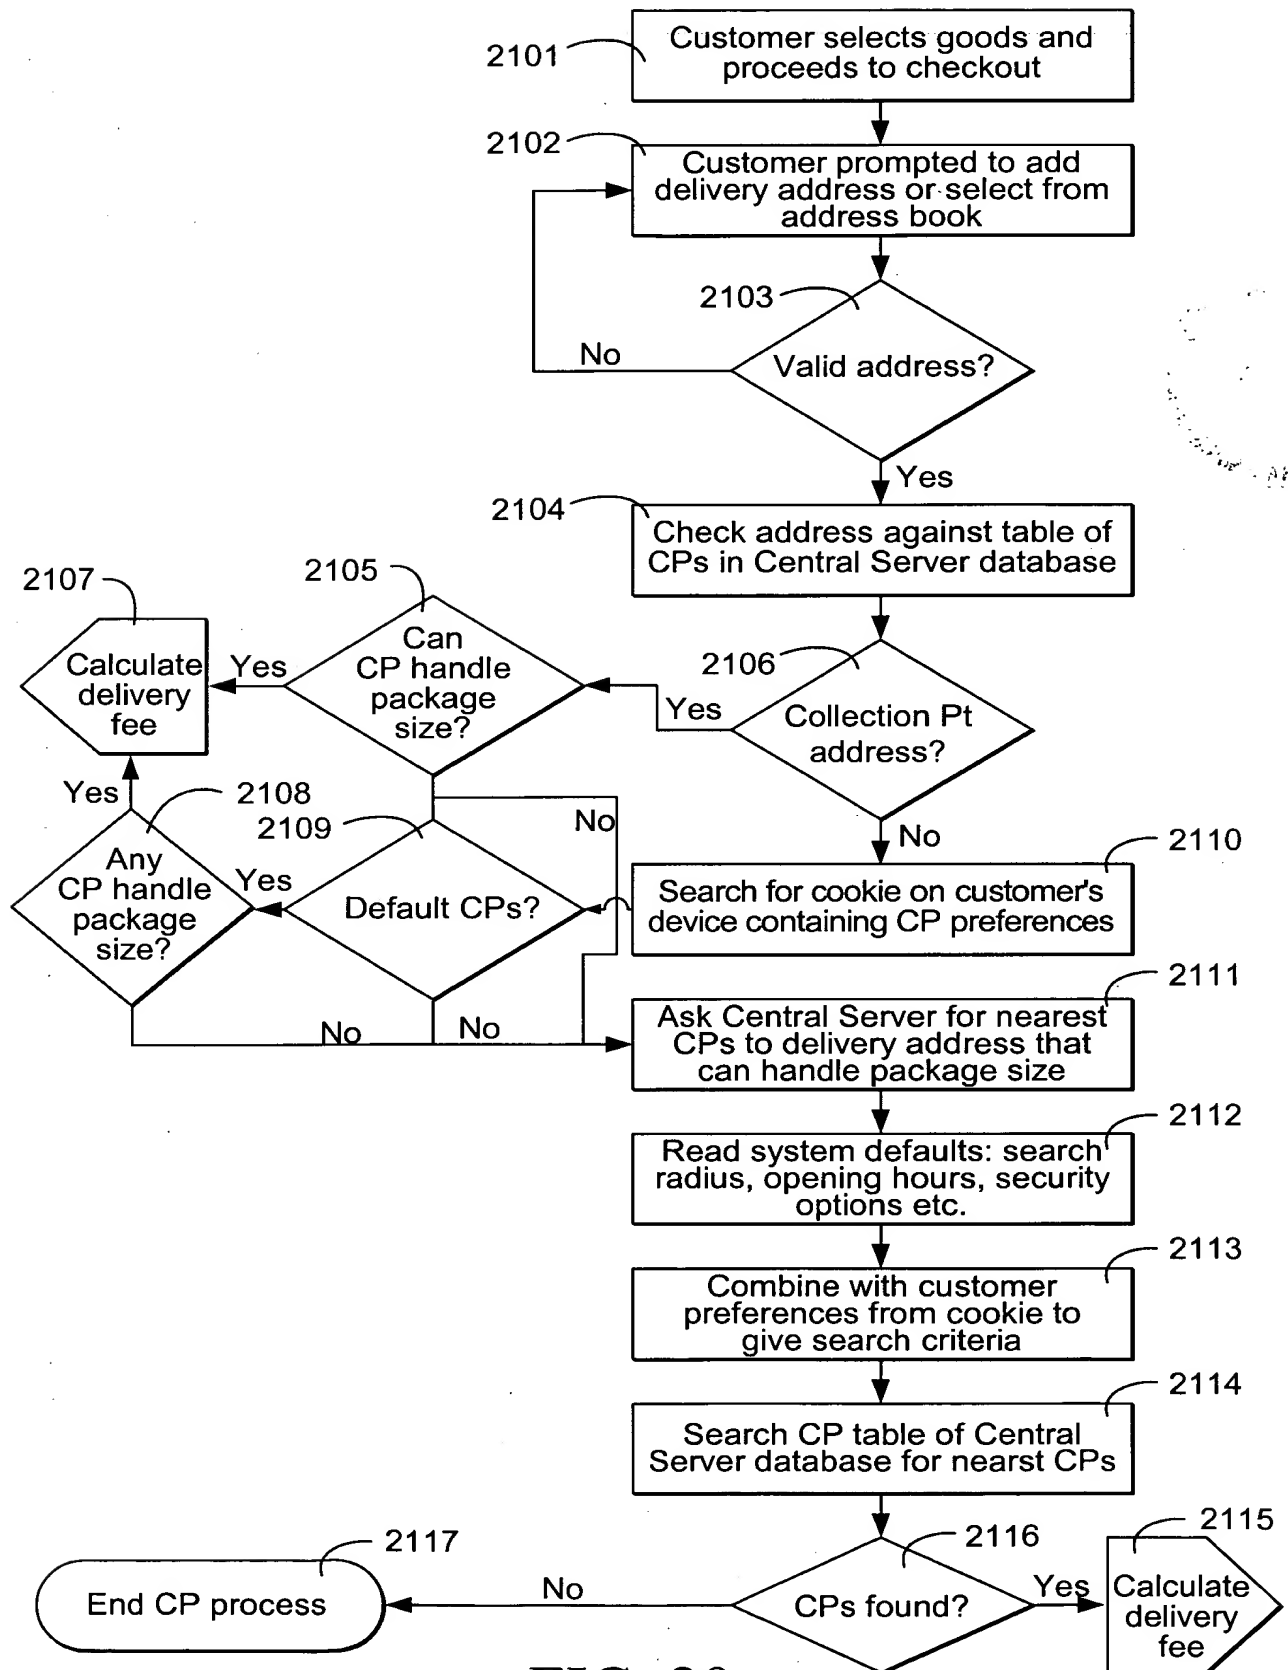 2101
Customer selects goods and
proceeds to checkout
2102
Customer prompted to add
delivery address or select from
address book
2103
Valid address?
No
Yes
2104
Check address against table of
CPs in Central Server database
2105
Can
CP handle
package
size?
Yes
2106
Collection Pt
address?
Yes
No
2107
Calculate
delivery
fee
Yes
2108
Any
CP handle
package
size?
2109
Default CPs?
Yes
No
2110
Search for cookie on customer's
device containing CP preferences
No
No
2111
Ask Central Server for nearest
CPs to delivery address that
can handle package size
2112
Read system defaults: search
radius, opening hours, security
options etc.
2113
Combine with customer
preferences from cookie to
give search criteria
2114
Search CP table of Central
Server database for nearst CPs
2115
Calculate
delivery
fee
2116
CPs found?
Yes
No
2117
End CP process